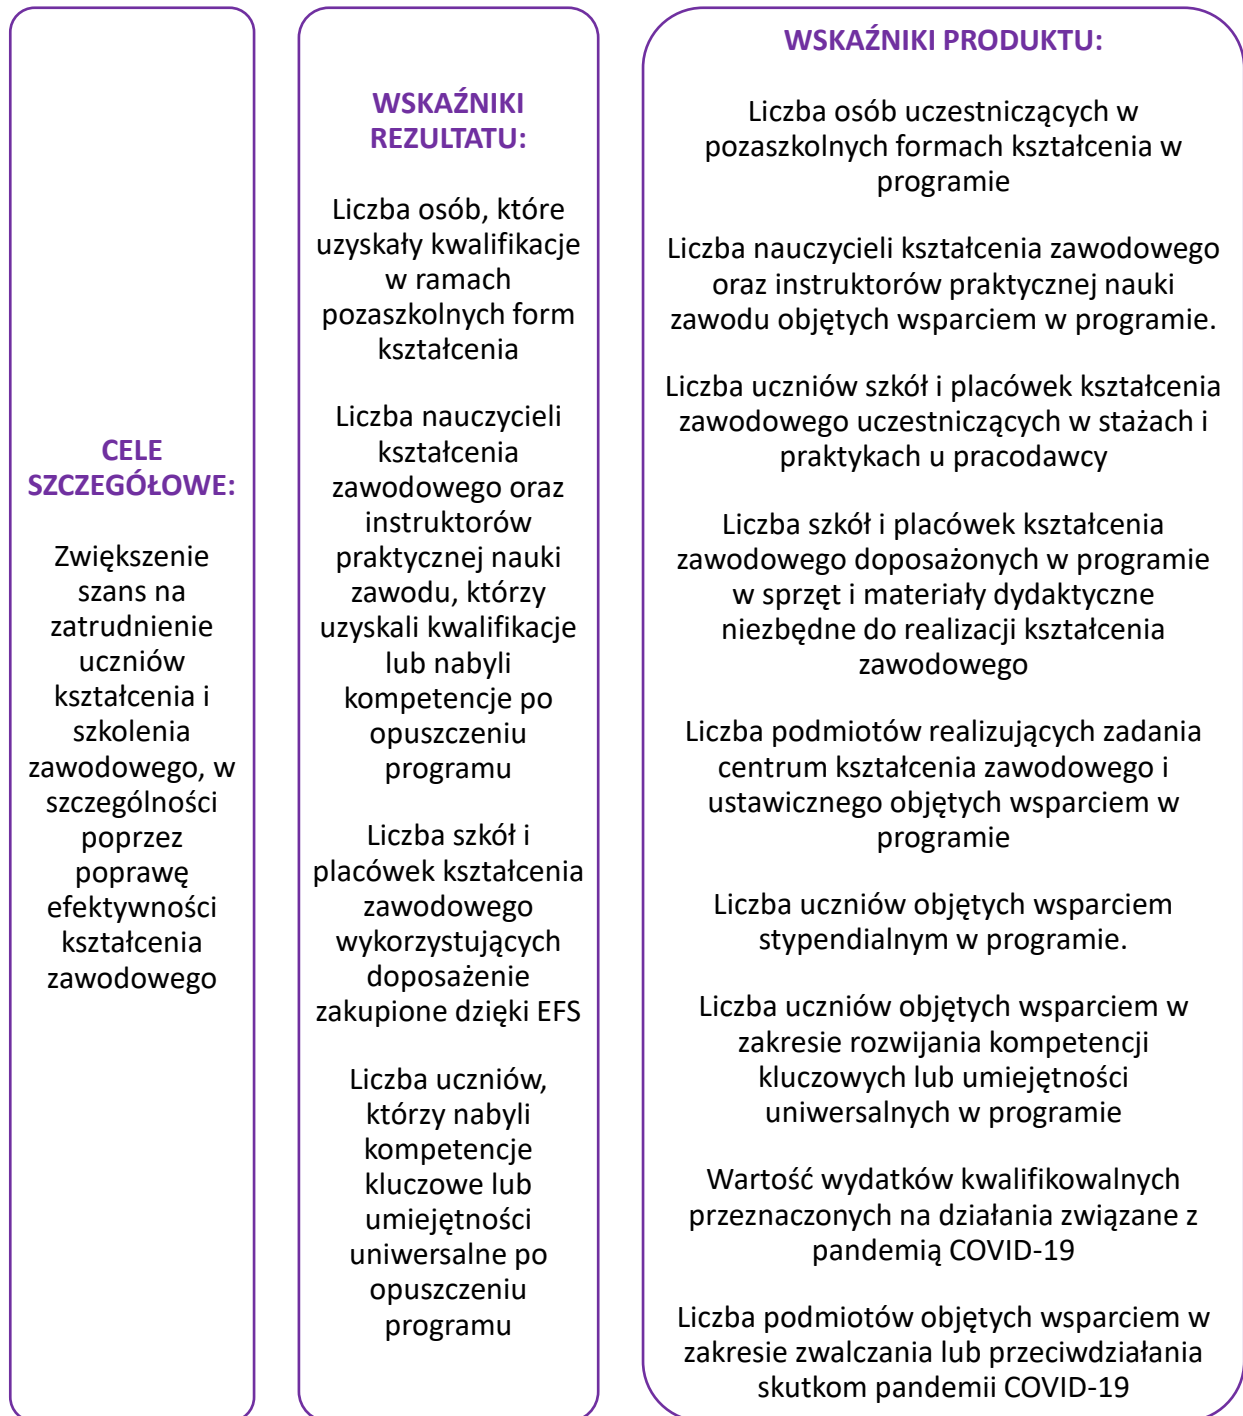 CELE
SZCZEGÓŁOWE:
Zwiększenie
szans na
zatrudnienie
uczniów
kształcenia i
szkolenia
zawodowego, w
szczególności
poprzez
poprawę
efektywności
kształcenia
zawodowego
WSKAŹNIKI
REZULTATU:
Liczba osób, które
uzyskały kwalifikacje
w ramach
pozaszkolnych form
kształcenia
Liczba nauczycieli
kształcenia
zawodowego oraz
instruktorów
praktycznej nauki
zawodu, którzy
uzyskali kwalifikacje
lub nabyli
kompetencje po
opuszczeniu
programu
Liczba szkół i
placówek kształcenia
zawodowego
wykorzystujących
doposażenie
zakupione dzięki EFS
Liczba uczniów,
którzy nabyli
kompetencje
kluczowe lub
umiejętności
uniwersalne po
opuszczeniu
programu
WSKAŹNIKI PRODUKTU:
Liczba osób uczestniczących w
pozaszkolnych formach kształcenia w
programie
Liczba nauczycieli kształcenia zawodowego
oraz instruktorów praktycznej nauki
zawodu objętych wsparciem w programie.
Liczba uczniów szkół i placówek kształcenia
zawodowego uczestniczących w stażach i
praktykach u pracodawcy
Liczba szkół i placówek kształcenia
zawodowego doposażonych w programie
w sprzęt i materiały dydaktyczne
niezbędne do realizacji kształcenia
zawodowego
Liczba podmiotów realizujących zadania
centrum kształcenia zawodowego i
ustawicznego objętych wsparciem w
programie
Liczba uczniów objętych wsparciem
stypendialnym w programie.
Liczba uczniów objętych wsparciem w
zakresie rozwijania kompetencji
kluczowych lub umiejętności
uniwersalnych w programie
Wartość wydatków kwalifikowalnych
przeznaczonych na działania związane z
pandemią COVID-19
Liczba podmiotów objętych wsparciem w
zakresie zwalczania lub przeciwdziałania
skutkom pandemii COVID-19